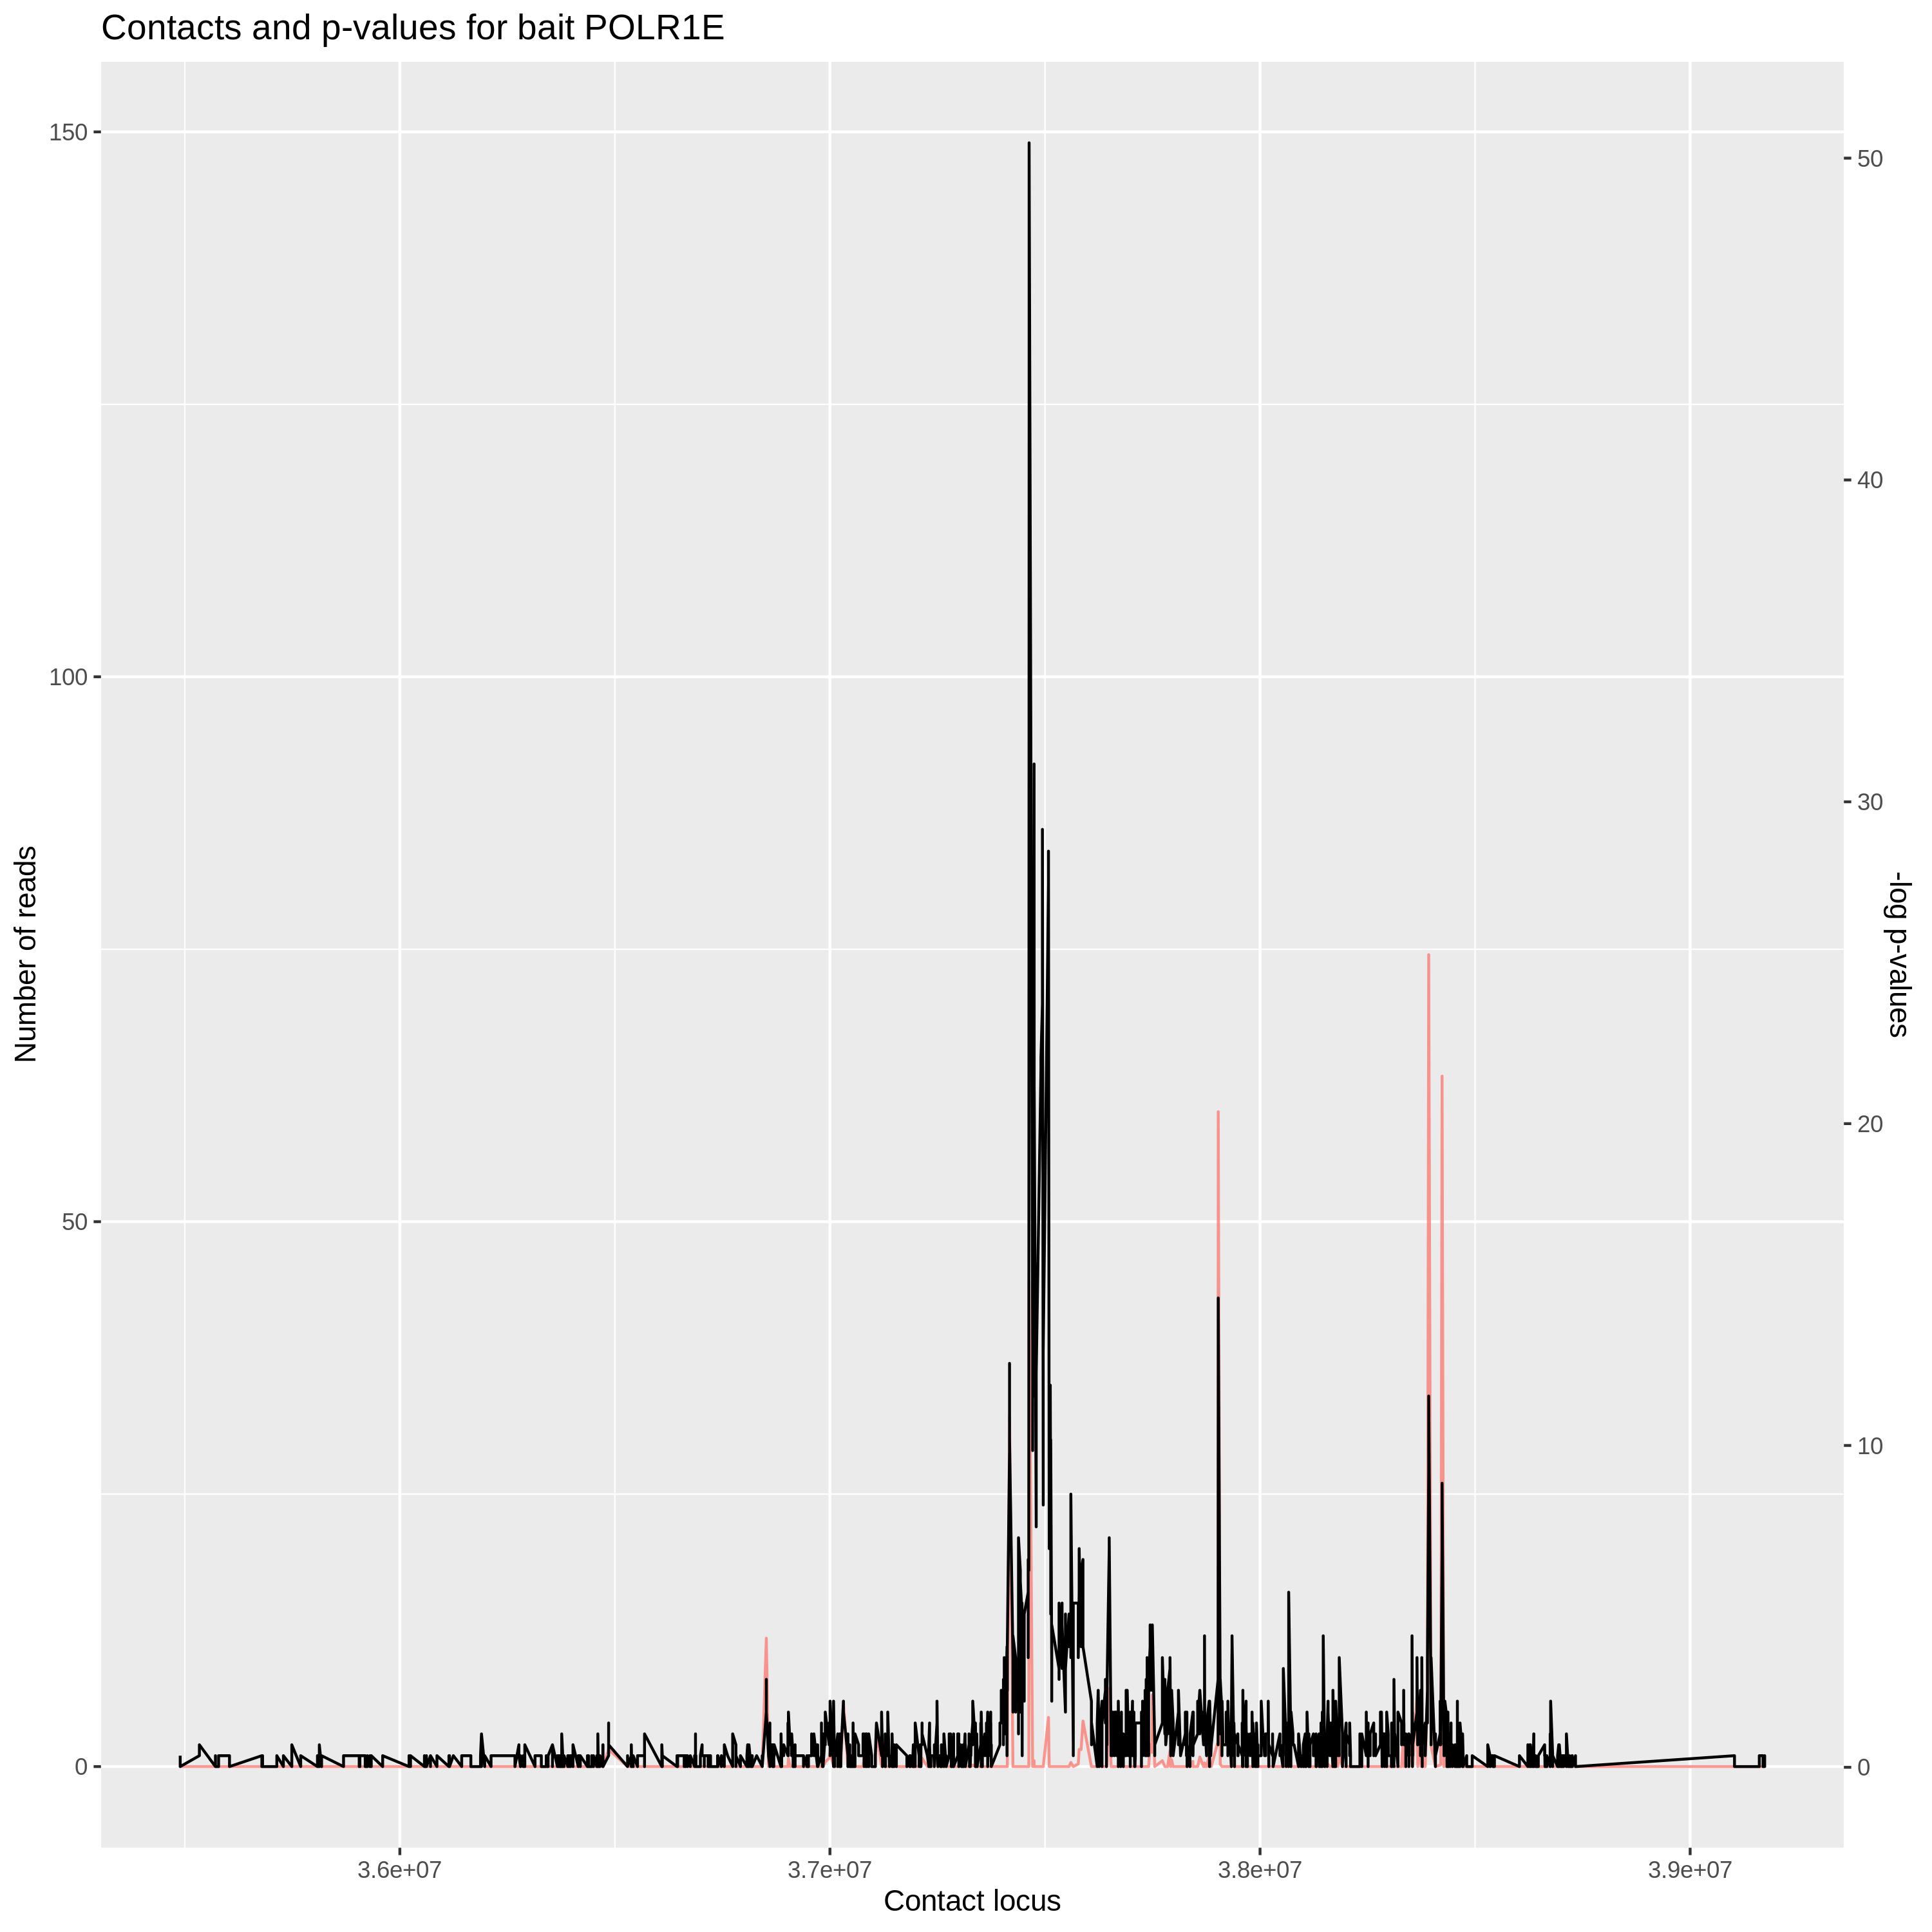 Contacts and p-values for bait POLR1E
150
100
50
0
Number of reads
50
40
30
20
10
0
-log p-values
3.6e+07
3.7e+07
3.8e+07
3.9e+07
Contact locus